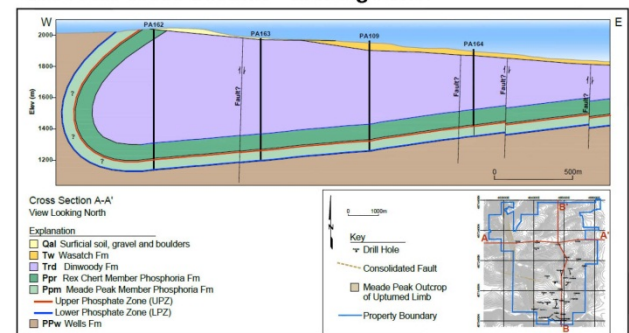 W
E
PA162
PA163
PA109
PA164
2000
1800
1600
1400
1200
Elev (m)
Fault?
Fault?
Fault?
Fault?
Fault?
?
?
?
0 500m
Cross Section A-A'
View Looking North
Explanation
Qal Surficial soil, gravel and boulders
Tw Wasatch Fm
Trd Dinwoody Fm
Ppr Rex Chert Member Phosphoria Fm
Ppm Meade Peak Member Phosphoria Fm
Upper Phosphate Zone (UPZ)
Lower Phosphate Zone (LPZ)
PPw Wells Fm
N
0 1000m
Key
Drill Hole
Consolidated Fault
Meade Peak Outcrop
of Upturned Limb
Property Boundary
B'
A
A'
B